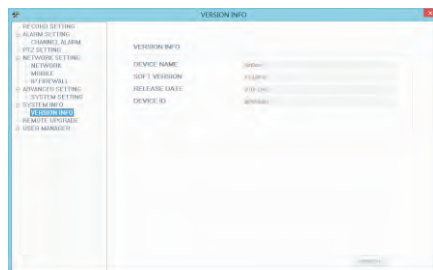 VERSION INFO
RECORD SETTING
ALARM SETTING
CHANNEL ALARM
PTZ SETTING
NETWORK SETTING
NETWORK
MOBILE
IP FIREWALL
ADVANCED SETTING
SYSTEM SETTING
SYSTEM INFO
VERSION INFO
REMOTE UPGRADE
USER MANAGER
VERSION INFO
DEVICE NAME
SOFT VERSION
RELEASE DATE
DEVICE ID